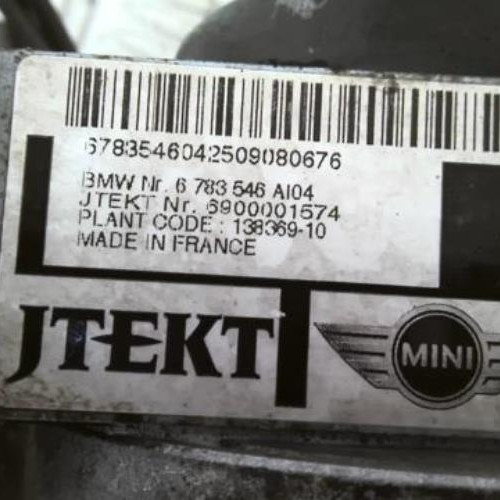 6783546042509080676
BMW Nr. 6 783 546 AI04
JTEKT Nr. 6900001574
PLANT CODE : 138369-10
MADE IN FRANCE
JTEKT
MINI